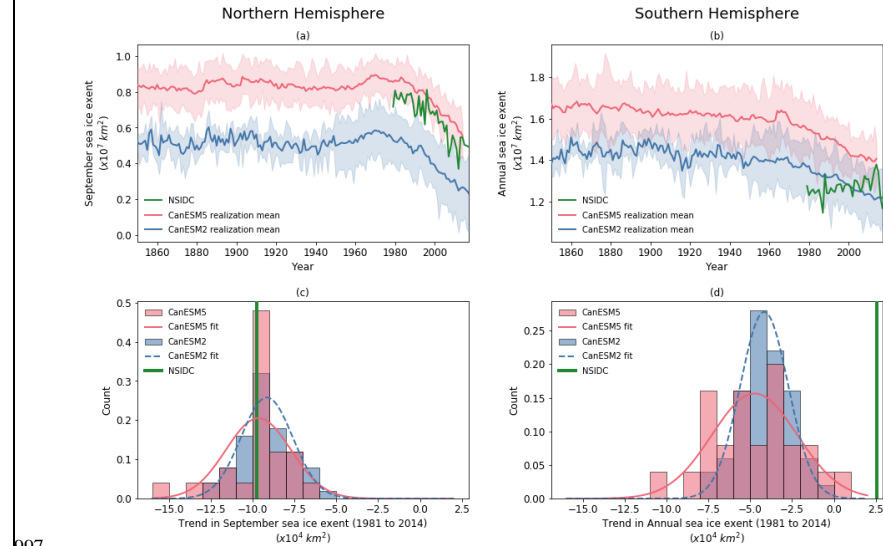 Northern Hemisphere
Southern Hemisphere
(a)
September sea ice exent
(x10⁷ km²)
1.0
0.8
0.6
0.4
0.2
0.0
NSIDC
CanESM5 realization mean
CanESM2 realization mean
1860 1880 1900 1920 1940 1960 1980 2000
Year
(b)
Annual sea ice exent
(x10⁷ km²)
1.8
1.6
1.4
1.2
NSIDC
CanESM5 realization mean
CanESM2 realization mean
1860 1880 1900 1920 1940 1960 1980 2000
Year
(c)
Count
0.5
0.4
0.3
0.2
0.1
0.0
CanESM5
CanESM5 fit
CanESM2
CanESM2 fit
NSIDC
−15.0 −12.5 −10.0 −7.5 −5.0 −2.5 0.0 2.5
Trend in September sea ice exent (1981 to 2014)
(x10⁴ km²)
(d)
Count
0.25
0.20
0.15
0.10
0.05
0.00
CanESM5
CanESM5 fit
CanESM2
CanESM2 fit
NSIDC
−15.0 −12.5 −10.0 −7.5 −5.0 −2.5 0.0 2.5
Trend in Annual sea ice exent (1981 to 2014)
(x10⁴ km²)